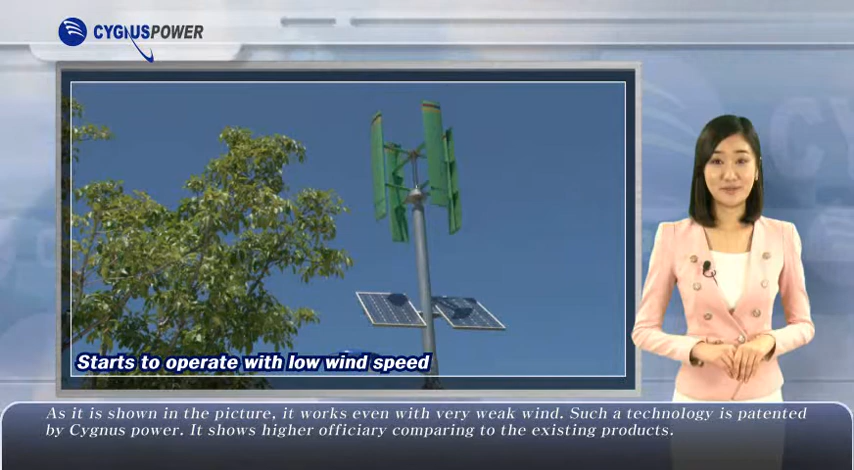 CYGNUSPOWER
Starts to operate with low wind speed
As it is shown in the picture, it works even with very weak wind. Such a technology is patented
by Cygnus power. It shows higher officiary comparing to the existing products.